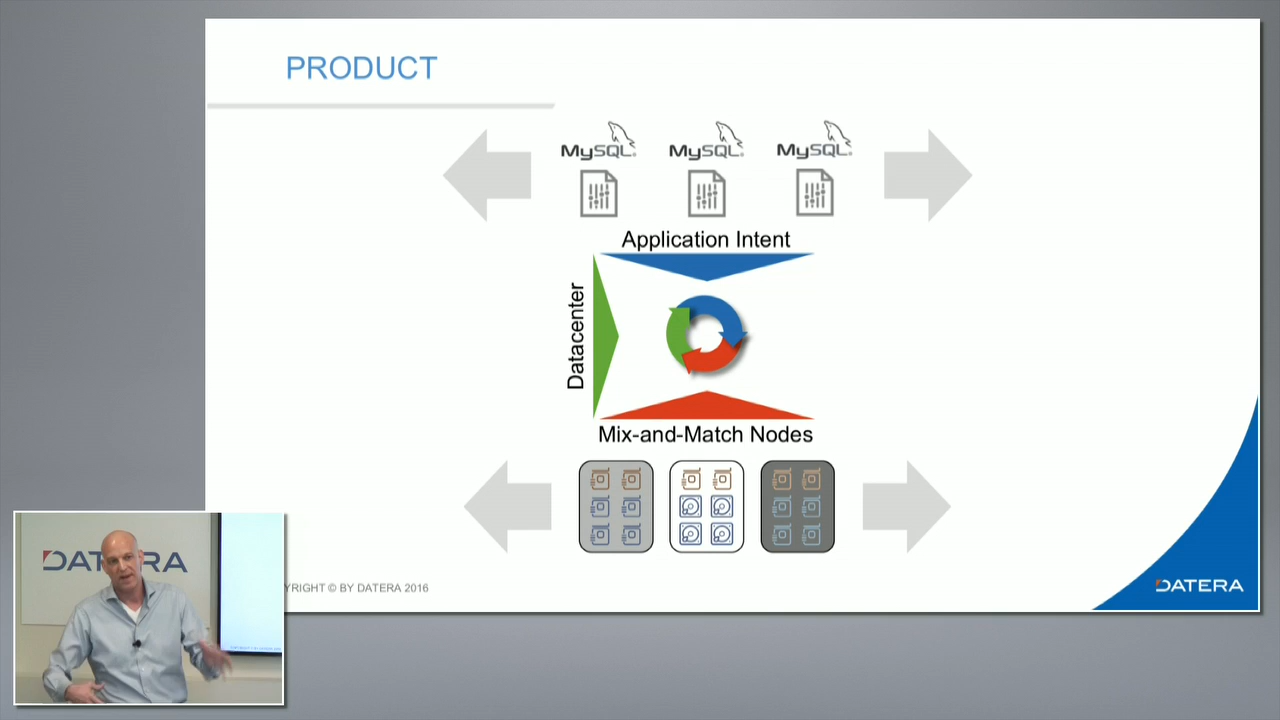 PRODUCT
MySQL® MySQL® MySQL®
Application Intent
Datacenter
Mix-and-Match Nodes
DATERA
YRIGHT © BY DATERA 2016
DATERA